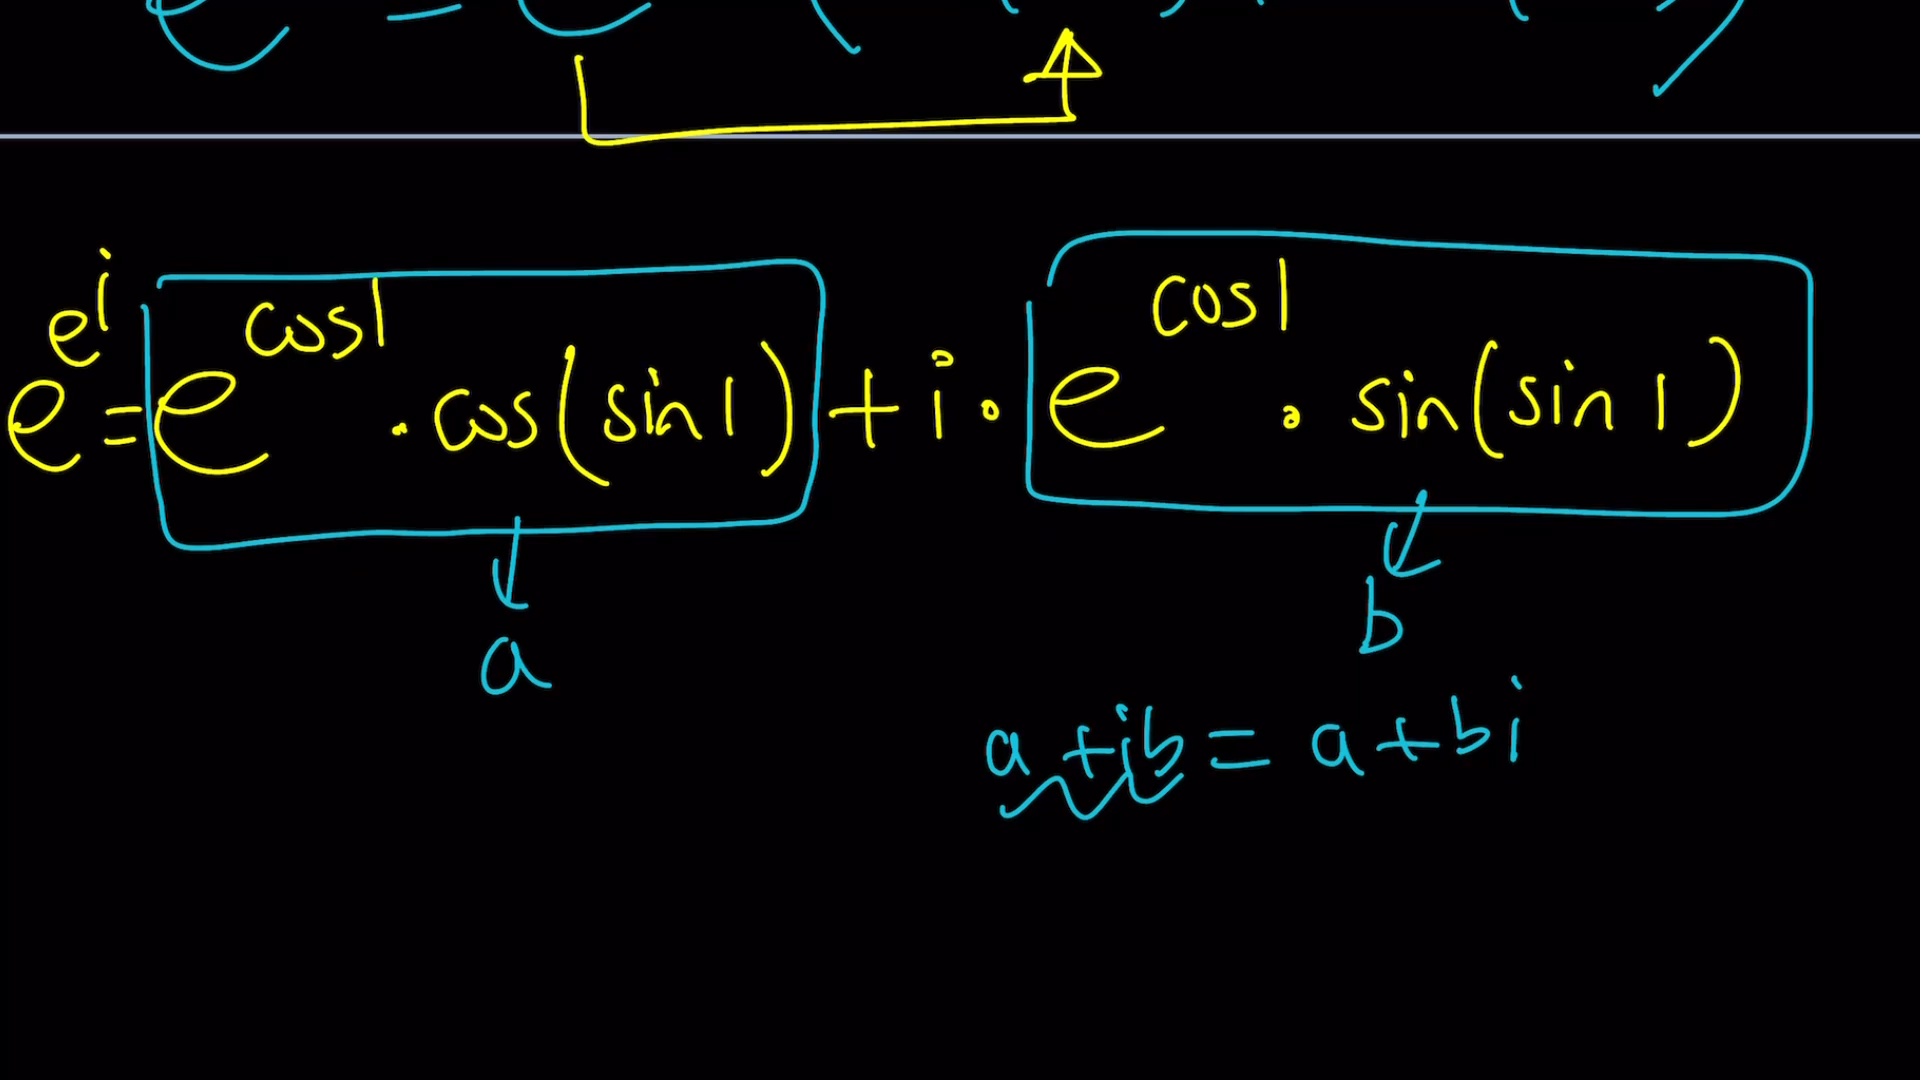 e^{e^i} = e^{cos1} · cos(sin1) + i · e^{cos1} · sin(sin1)
a
b
a + ib = a + bi